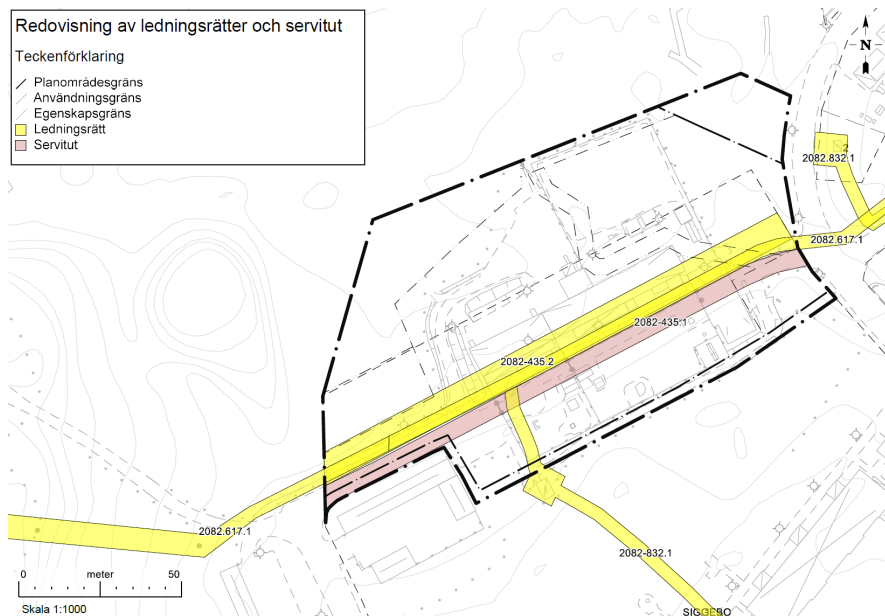 Redovisning av ledningsrätter och servitut
Teckenförklaring
Planområdesgräns
Användningsgräns
Egenskapsgräns
Ledningsrätt
Servitut
N
2
2082.832.1
2082.617.1
2082-435.1
2082-435.2
2082.617.1
2082-832.1
0 meter 50
Skala 1:1000
SIGGEBO